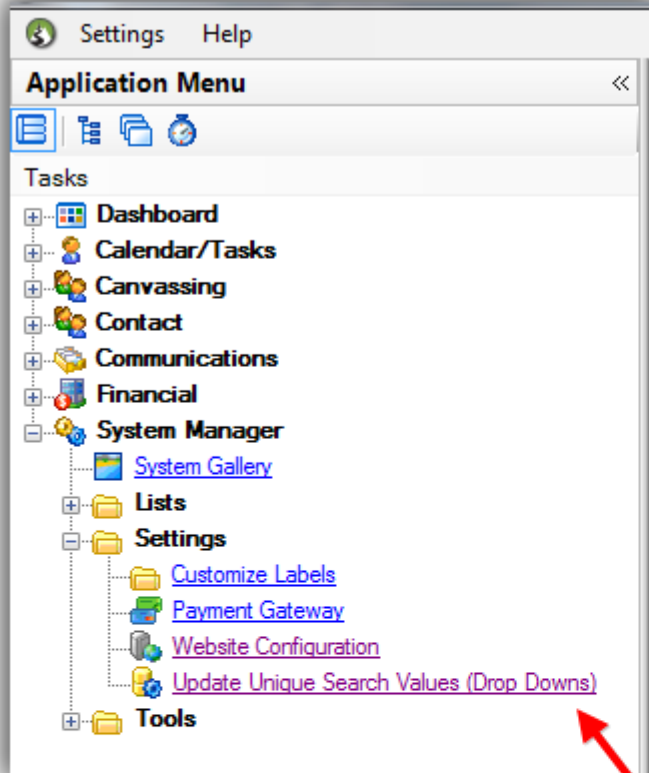 Settings Help
Application Menu
Tasks
Dashboard
Calendar/Tasks
Canvassing
Contact
Communications
Financial
System Manager
System Gallery
Lists
Settings
Customize Labels
Payment Gateway
Website Configuration
Update Unique Search Values (Drop Downs)
Tools